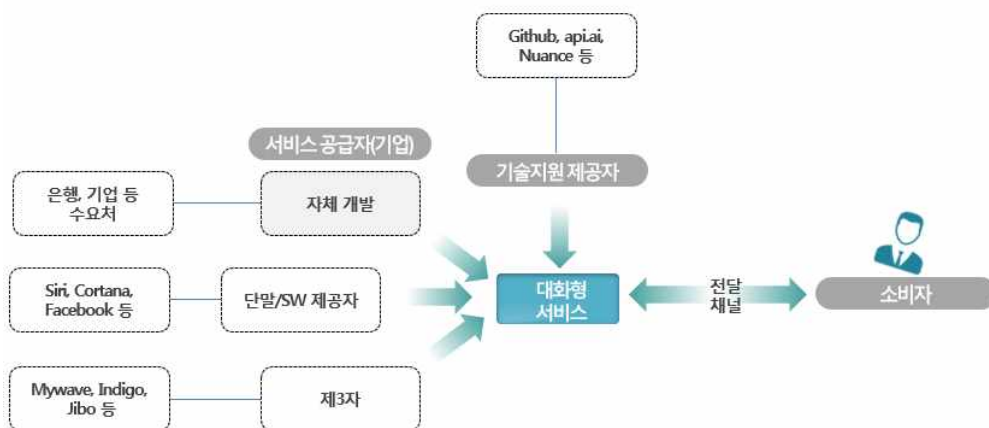 Github, api.ai,
Nuance 등
서비스 공급자(기업)
기술지원 제공자
은행, 기업 등
수요처
자체 개발
Siri, Cortana,
Facebook 등
단말/SW 제공자
대화형
서비스
전달
채널
소비자
Mywave, Indigo,
Jibo 등
제3자